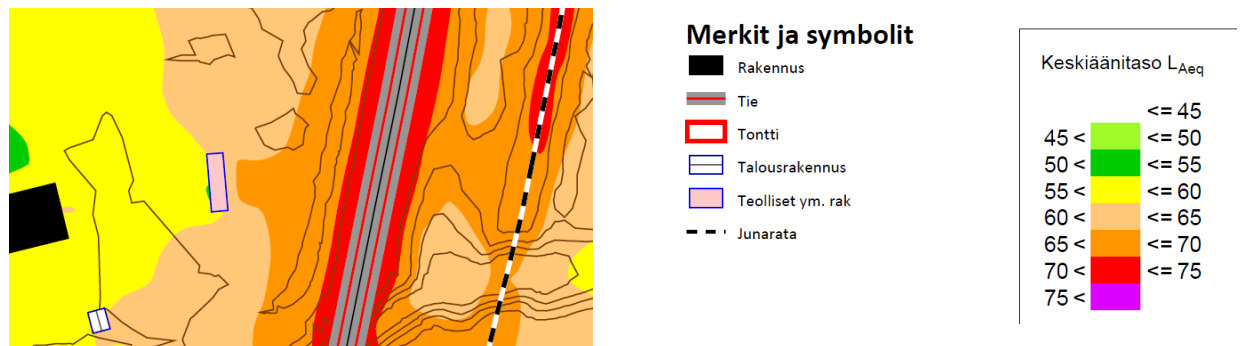 Merkit ja symbolit
Rakennus
Tie
Tontti
Talousrakennus
Teolliset ym. rak
Junarata
Keskiäänitaso LAeq
<= 45
45 < <= 50
50 < <= 55
55 < <= 60
60 < <= 65
65 < <= 70
70 < <= 75
75 <